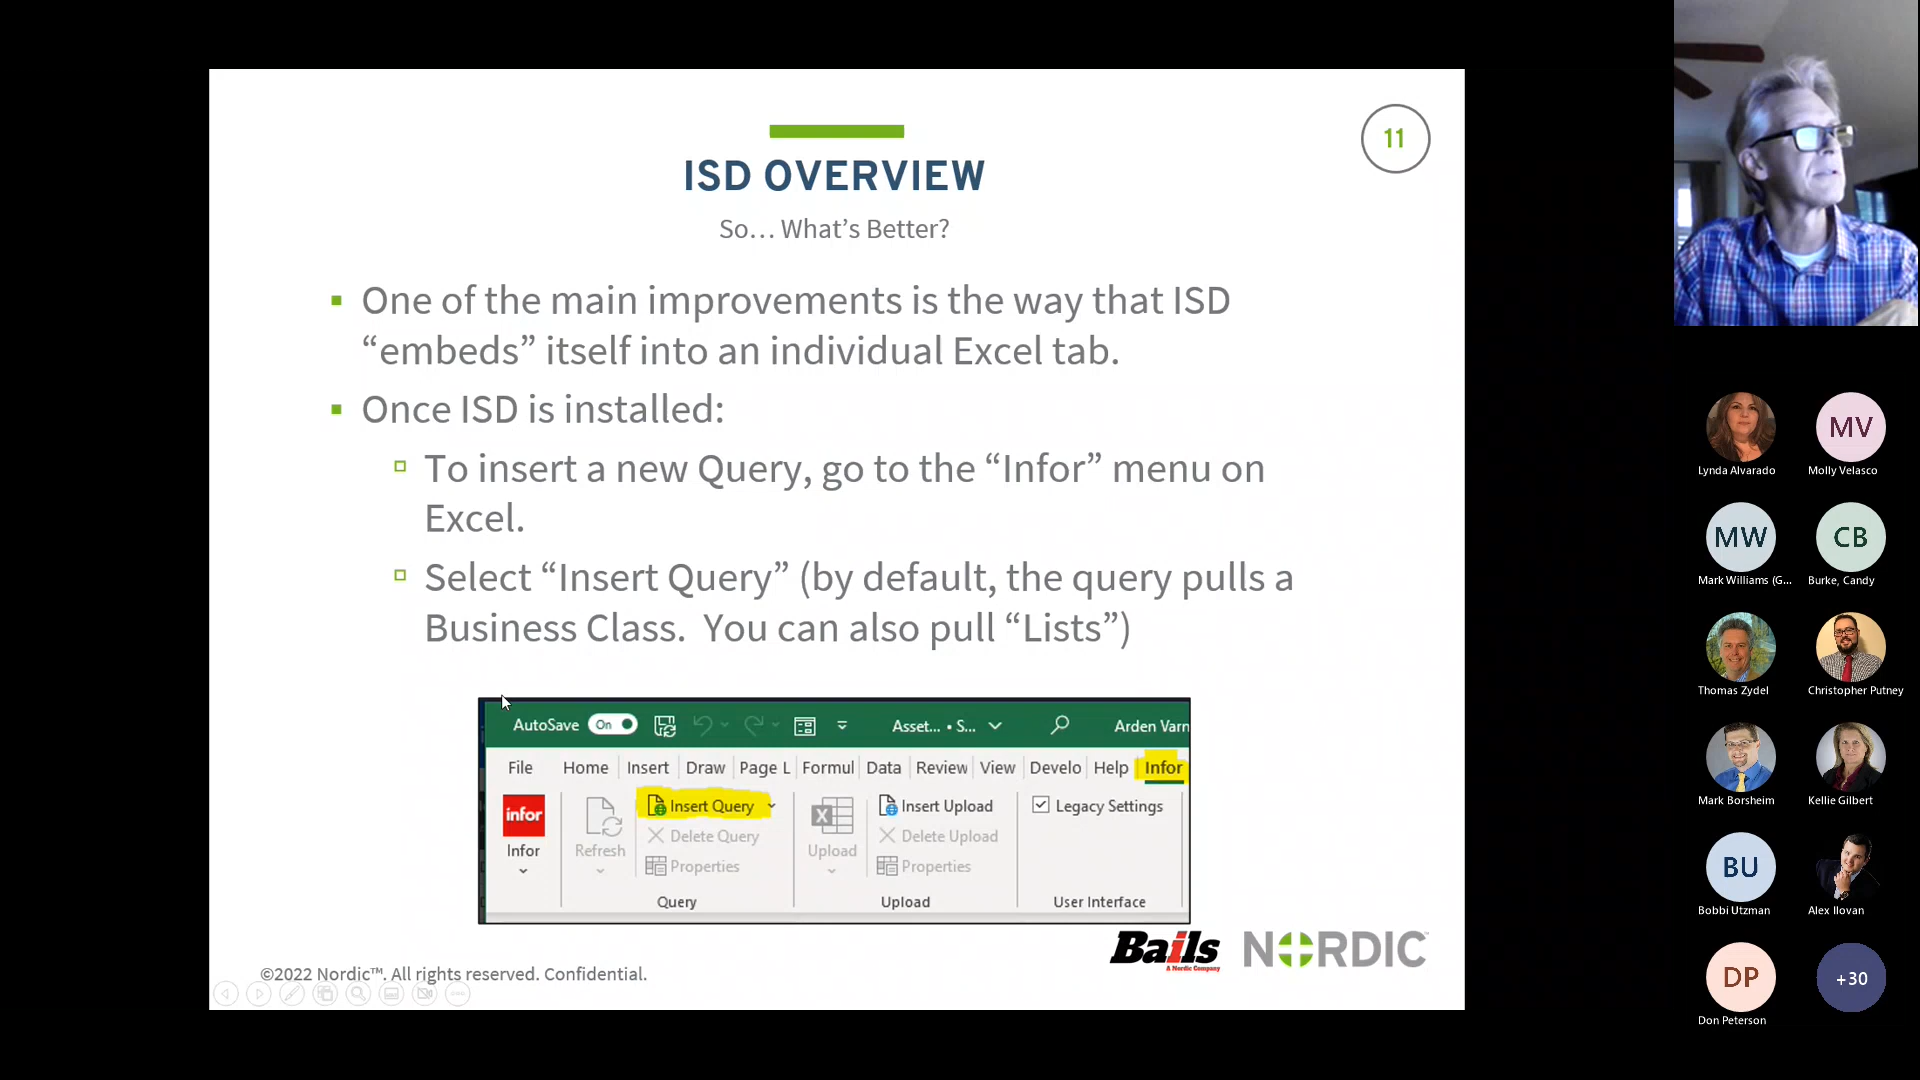 11
ISD OVERVIEW
So… What’s Better?
One of the main improvements is the way that ISD
“embeds” itself into an individual Excel tab.
Once ISD is installed:
To insert a new Query, go to the “Infor” menu on
Excel.
Select “Insert Query” (by default, the query pulls a
Business Class.  You can also pull “Lists”)
AutoSave On Asset... • S... Arden Varn
File Home Insert Draw Page L Formul Data Review View Develo Help Infor
infor
Infor
Refresh
Insert Query
Delete Query
Properties
Query
Upload
Insert Upload
Delete Upload
Properties
Upload
Legacy Settings
User Interface
Bails
A Nordic Company
NORDIC™
©2022 Nordic™. All rights reserved. Confidential.
Lynda Alvarado
MV
Molly Velasco
MW
Mark Williams (G...
CB
Burke, Candy
Thomas Zydel
Christopher Putney
Mark Borsheim
Kellie Gilbert
BU
Bobbi Utzman
Alex Ilovan
DP
Don Peterson
+30